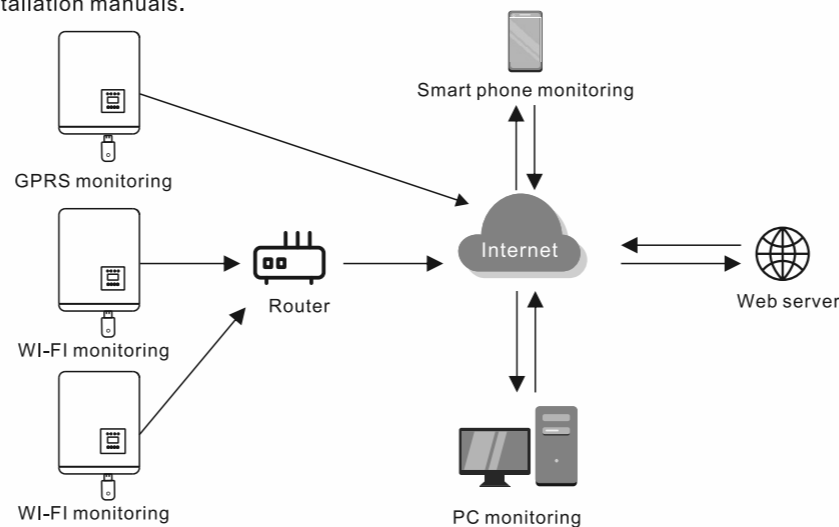 tallation manuals.
Smart phone monitoring
GPRS monitoring
Internet
Router
Web server
WI-FI monitoring
WI-FI monitoring
PC monitoring